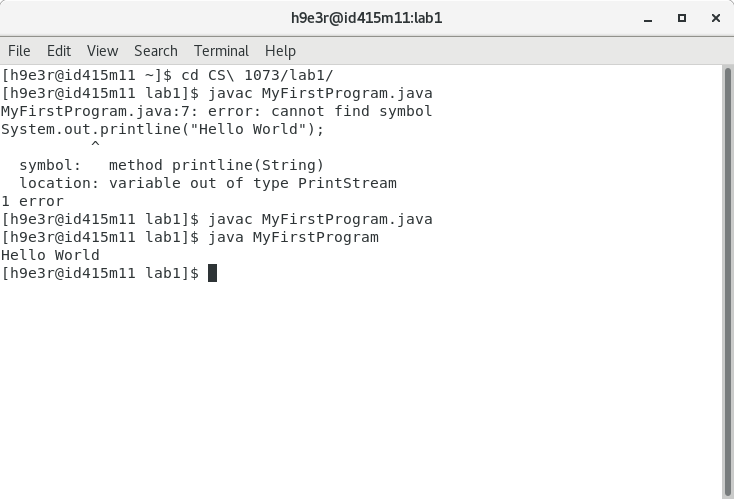 h9e3r@id415m11:lab1
File Edit View Search Terminal Help
[h9e3r@id415m11 ~]$ cd CS\ 1073/lab1/
[h9e3r@id415m11 lab1]$ javac MyFirstProgram.java
MyFirstProgram.java:7: error: cannot find symbol
System.out.printline("Hello World");
          ^
  symbol:   method printline(String)
  location: variable out of type PrintStream
1 error
[h9e3r@id415m11 lab1]$ javac MyFirstProgram.java
[h9e3r@id415m11 lab1]$ java MyFirstProgram
Hello World
[h9e3r@id415m11 lab1]$